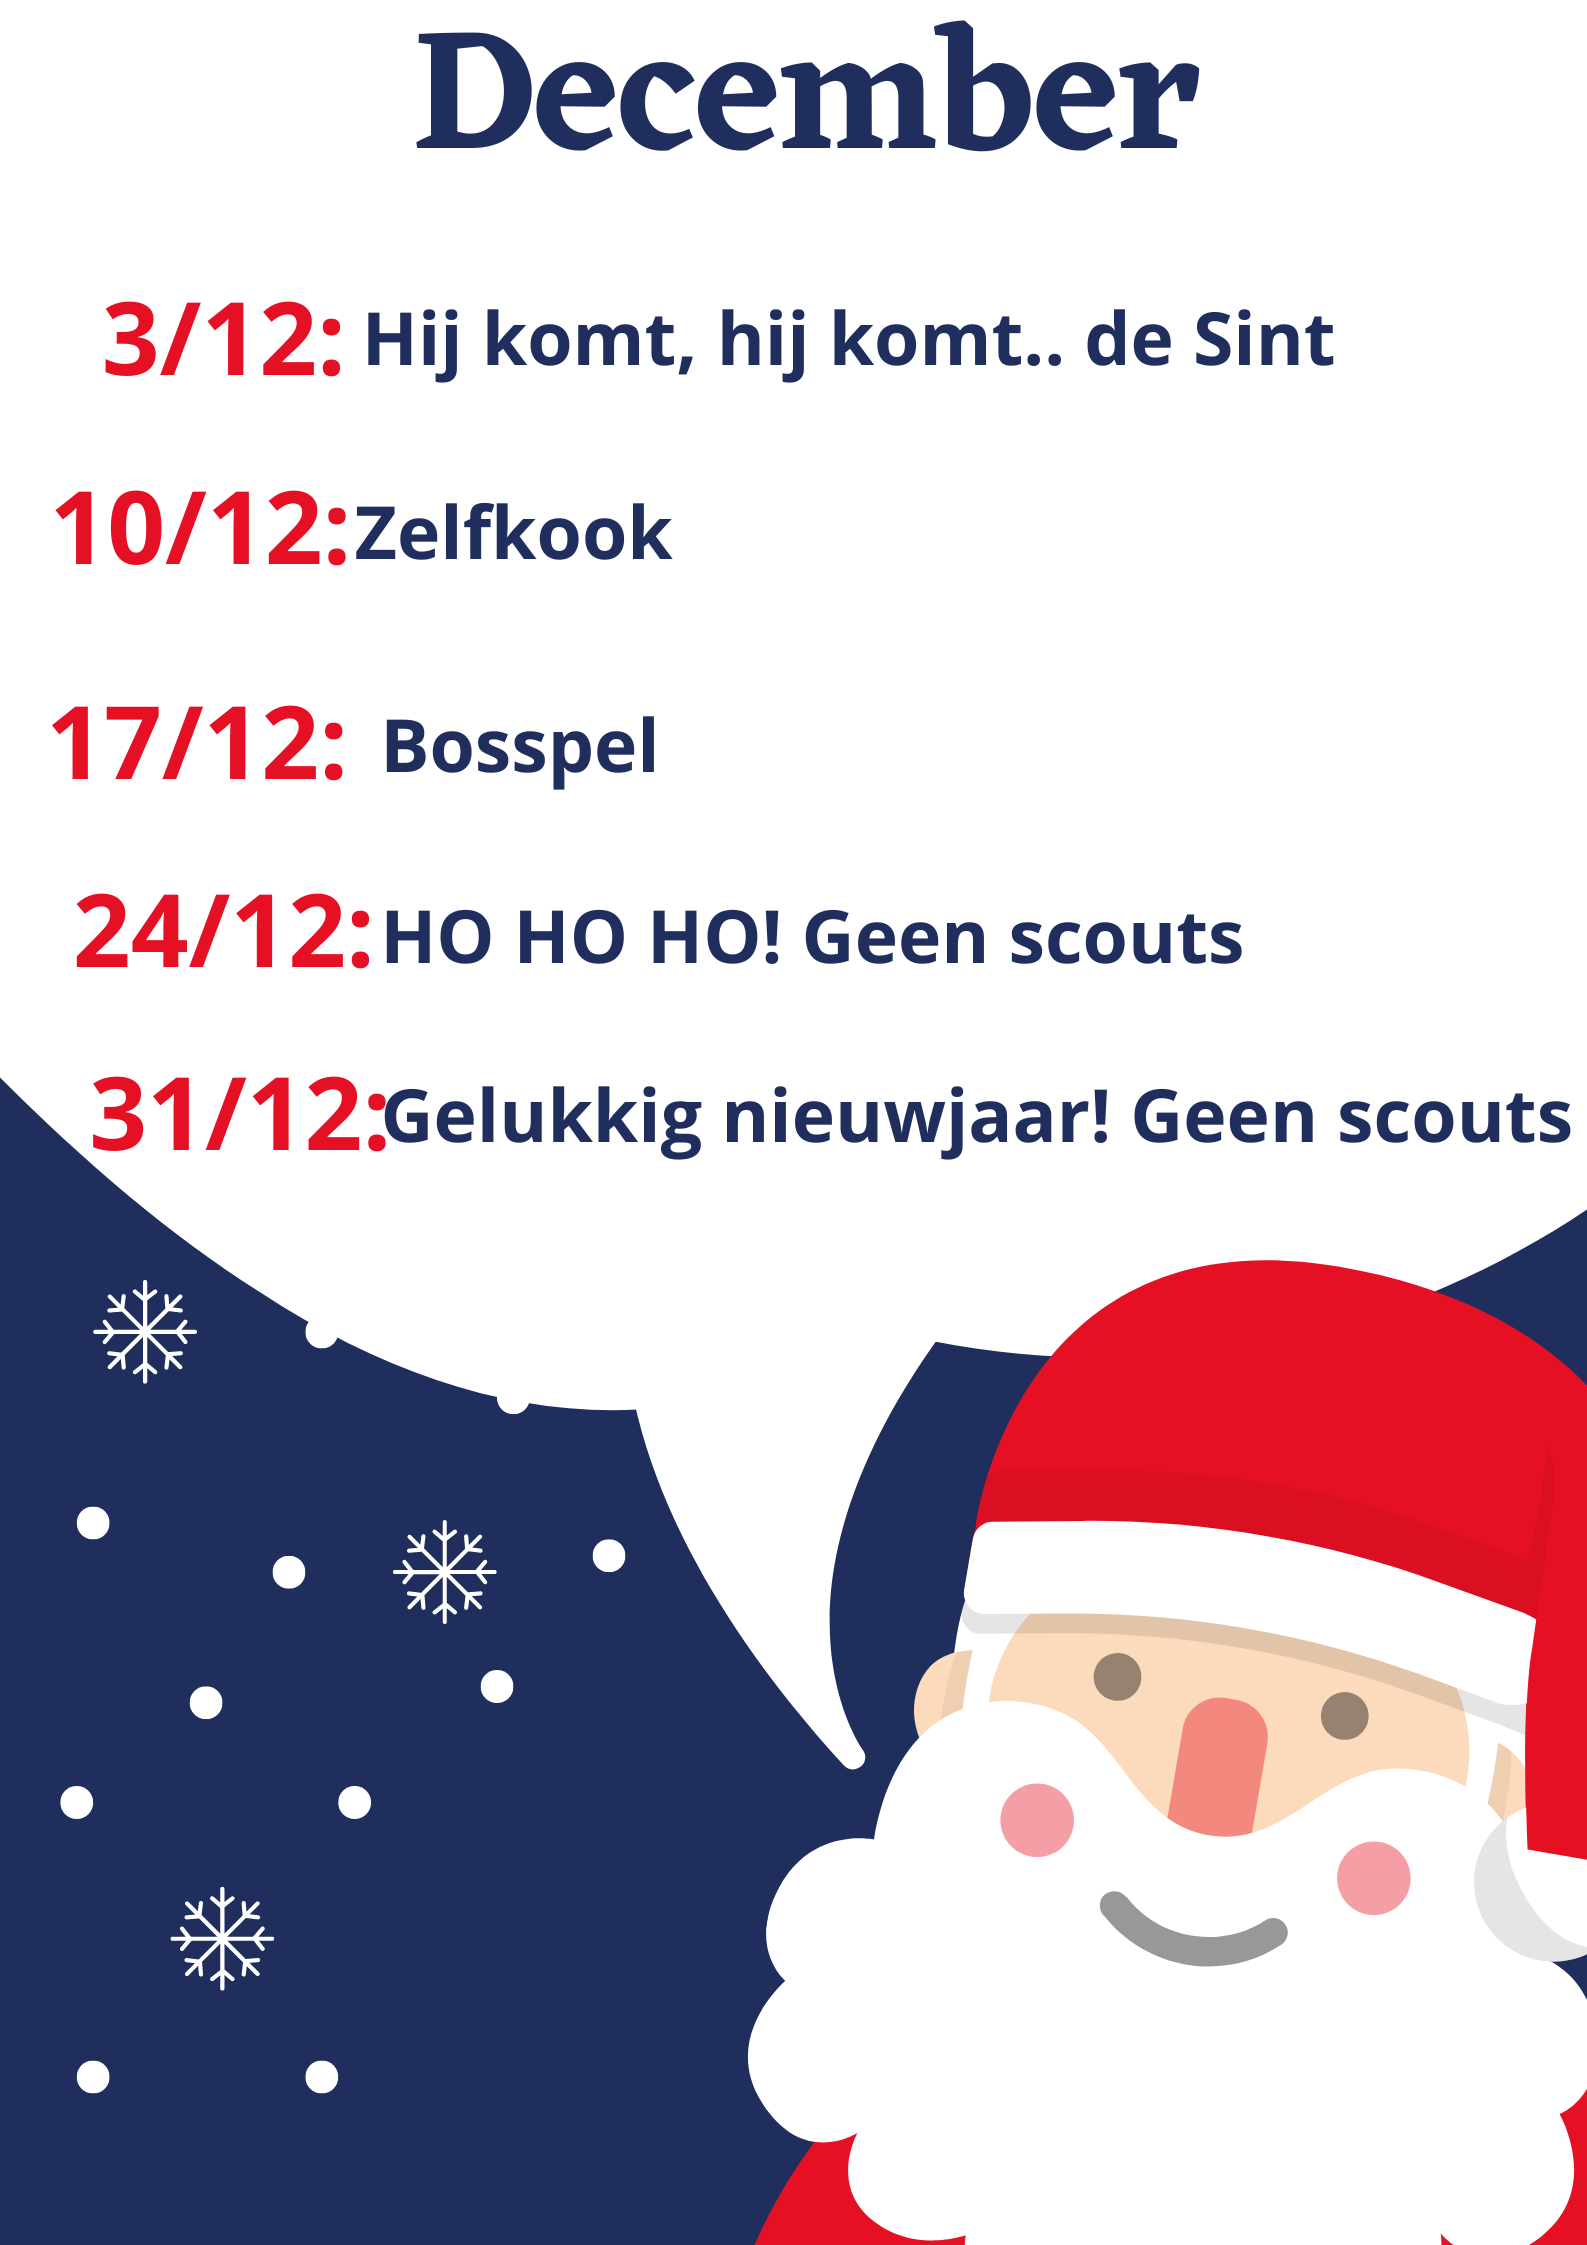 December
3/12: Hij komt, hij komt.. de Sint
10/12: Zelfkook
17/12: Bosspel
24/12: HO HO HO! Geen scouts
31/12: Gelukkig nieuwjaar! Geen scouts